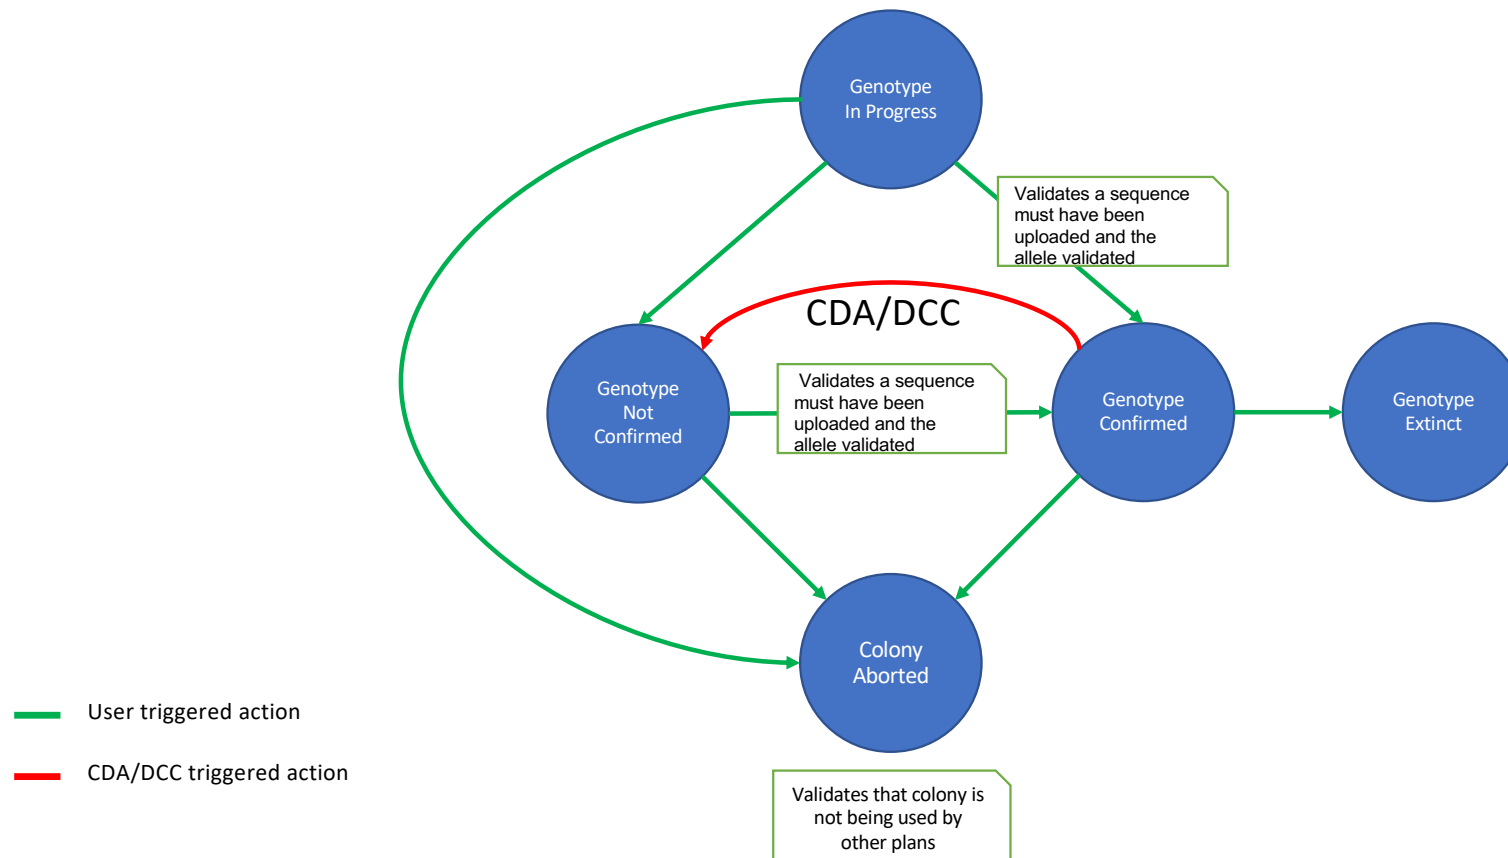 Genotype
In Progress
Validates a sequence
must have been
uploaded and the
allele validated
CDA/DCC
Genotype
Not
Confirmed
Validates a sequence
must have been
uploaded and the
allele validated
Genotype
Confirmed
Genotype
Extinct
Colony
Aborted
User triggered action
CDA/DCC triggered action
Validates that colony is
not being used by
other plans